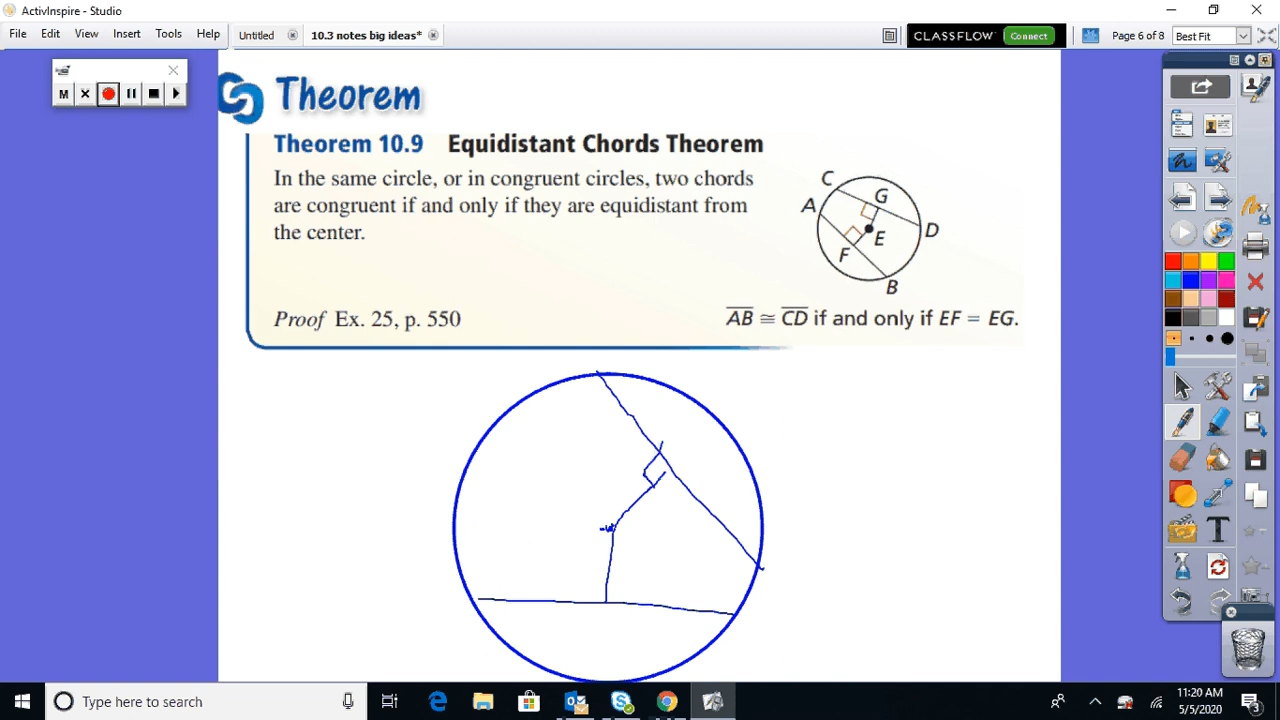 ActivInspire - Studio
File Edit View Insert Tools Help
Untitled
10.3 notes big ideas*
CLASSFLOW
Connect
Page 6 of 8
Best Fit
M
Theorem
Theorem 10.9 Equidistant Chords Theorem
In the same circle, or in congruent circles, two chords
are congruent if and only if they are equidistant from
the center.
C
G
A
D
E
F
B
Proof Ex. 25, p. 550
AB ≅ CD if and only if EF = EG.
T
Type here to search
11:20 AM
5/5/2020
3